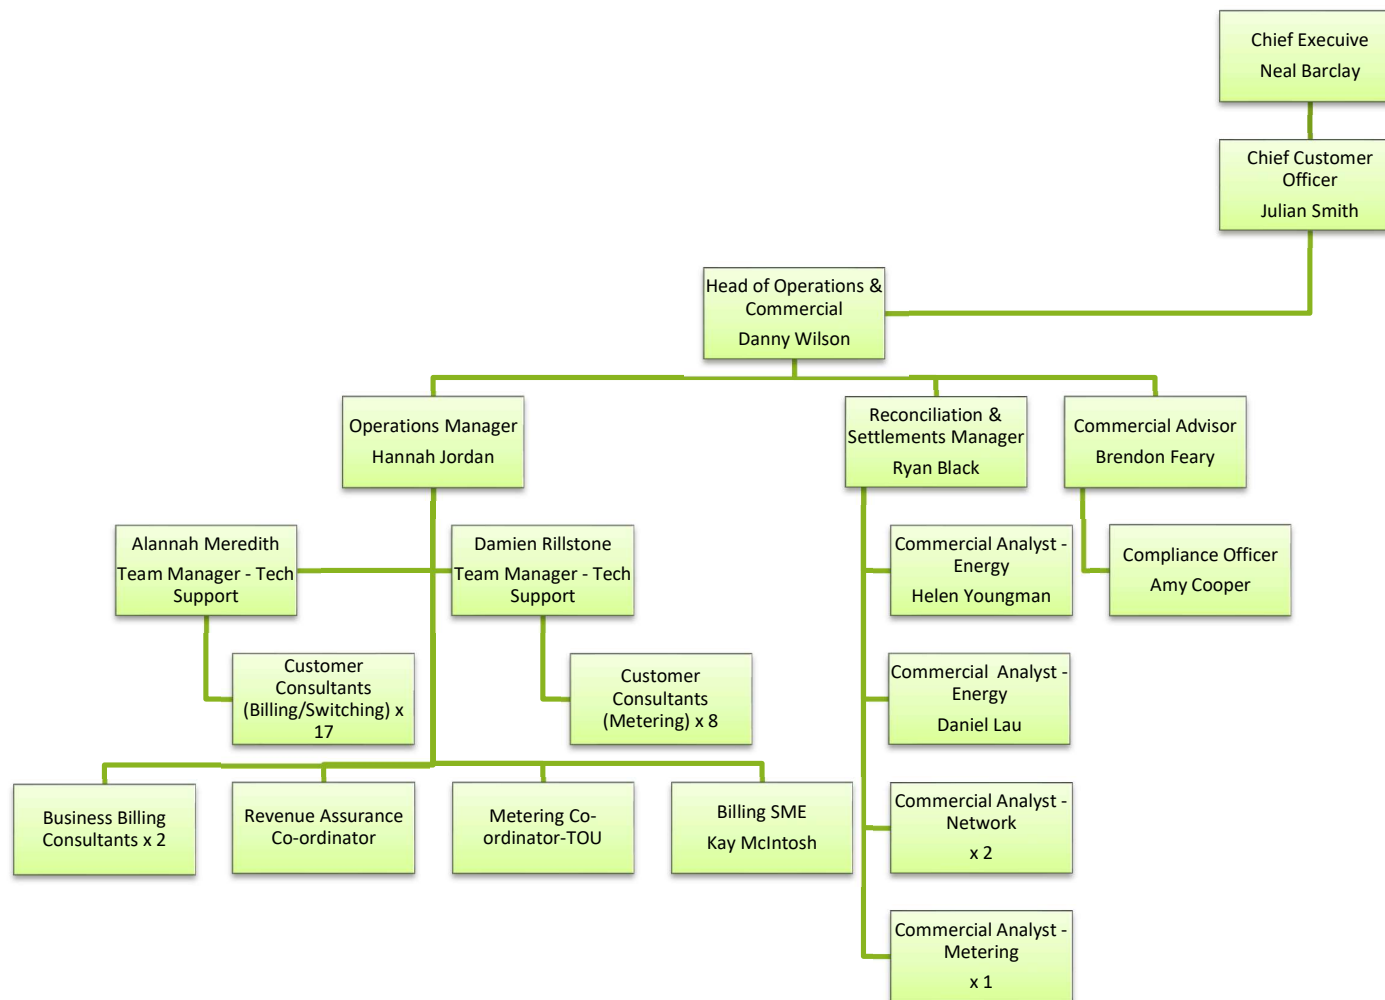 Chief Execuive
Neal Barclay
Chief Customer
Officer
Julian Smith
Head of Operations &
Commercial
Danny Wilson
Operations Manager
Hannah Jordan
Reconciliation &
Settlements Manager
Ryan Black
Commercial Advisor
Brendon Feary
Alannah Meredith
Team Manager - Tech
Support
Damien Rillstone
Team Manager - Tech
Support
Commercial Analyst -
Energy
Helen Youngman
Compliance Officer
Amy Cooper
Customer
Consultants
(Billing/Switching) x
17
Customer
Consultants
(Metering) x 8
Commercial  Analyst -
Energy
Daniel Lau
Business Billing
Consultants x 2
Revenue Assurance
Co-ordinator
Metering Co-
ordinator-TOU
Billing SME
Kay McIntosh
Commercial Analyst -
Network
x 2
Commercial Analyst -
Metering
x 1